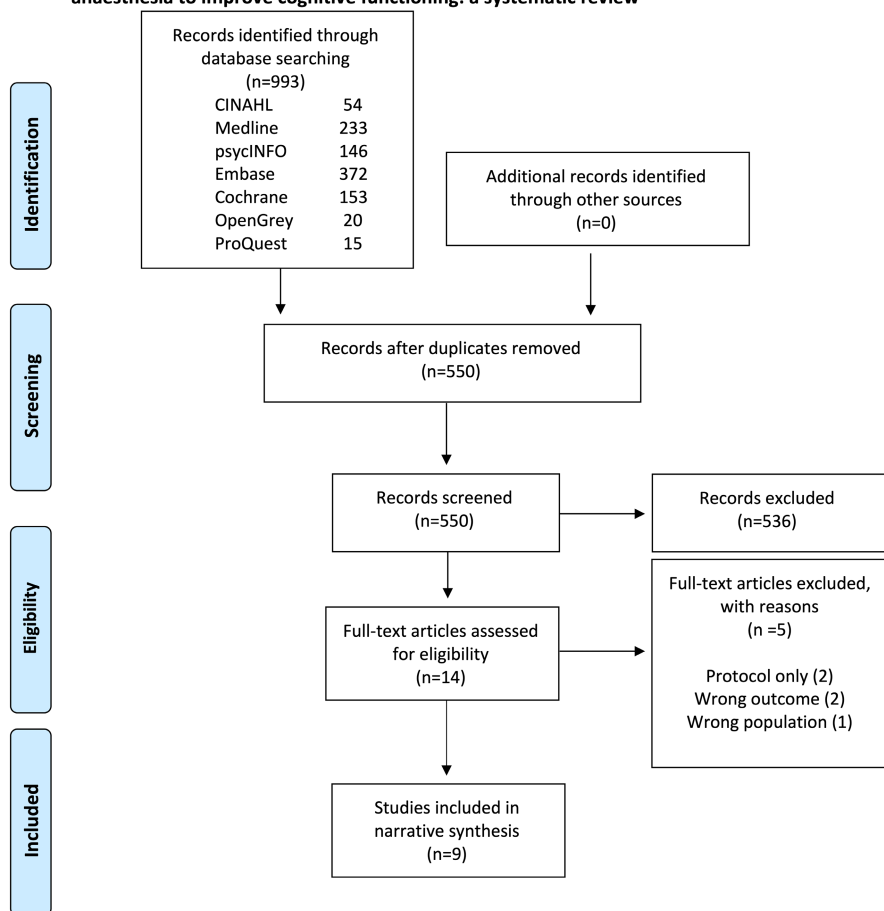 anaesthesia to improve cognitive functioning: a systematic review
Records identified through
database searching
(n=993)
CINAHL 54
Medline 233
psycINFO 146
Embase 372
Cochrane 153
OpenGrey 20
ProQuest 15
Identification
Additional records identified
through other sources
(n=0)
Screening
Records after duplicates removed
(n=550)
Records screened
(n=550)
Records excluded
(n=536)
Eligibility
Full-text articles assessed
for eligibility
(n=14)
Full-text articles excluded,
with reasons
(n =5)
Protocol only (2)
Wrong outcome (2)
Wrong population (1)
Included
Studies included in
narrative synthesis
(n=9)